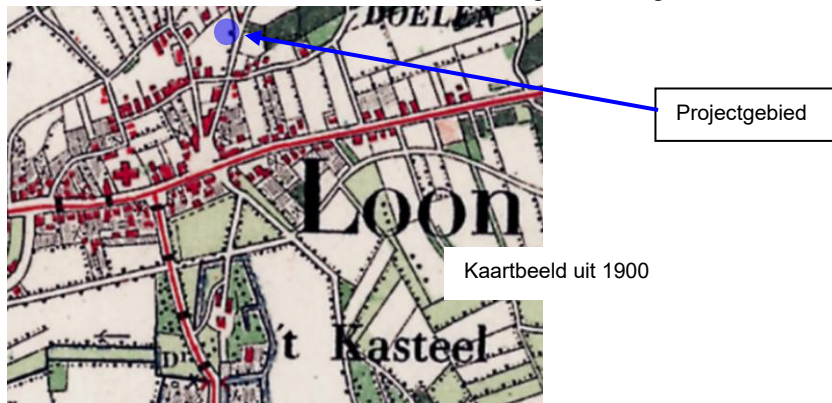 DOELEN
Projectgebied
Loon
Kaartbeeld uit 1900
't Kasteel